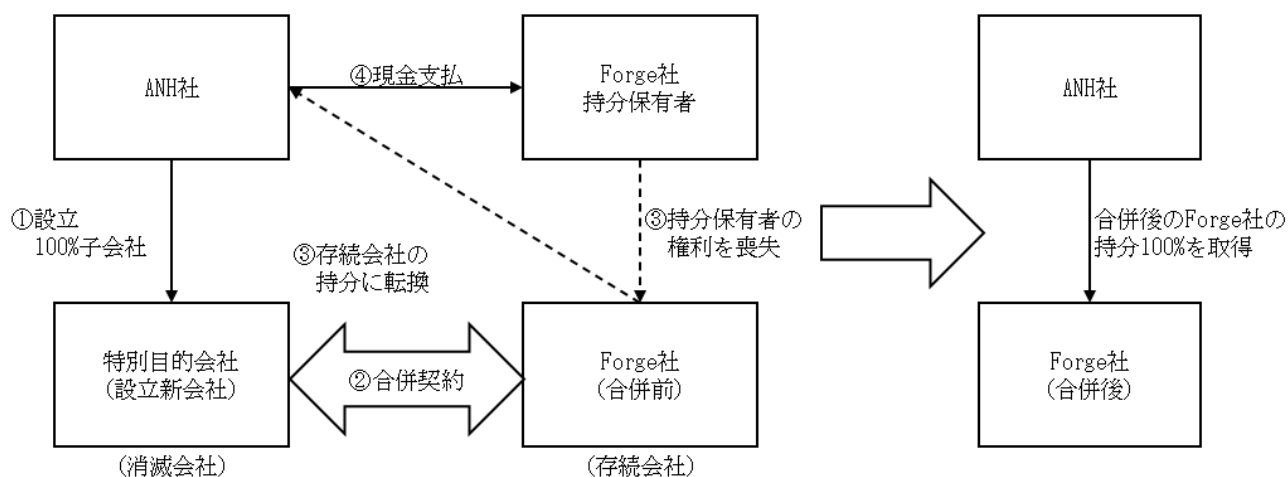 ANH社
④現金支払
Forge社
持分保有者
ANH社
①設立
100%子会社
③存続会社の
持分に転換
③持分保有者の
権利を喪失
合併後のForge社の
持分100%を取得
特別目的会社
(設立新会社)
②合併契約
Forge社
(合併前)
Forge社
(合併後)
(消滅会社)
(存続会社)